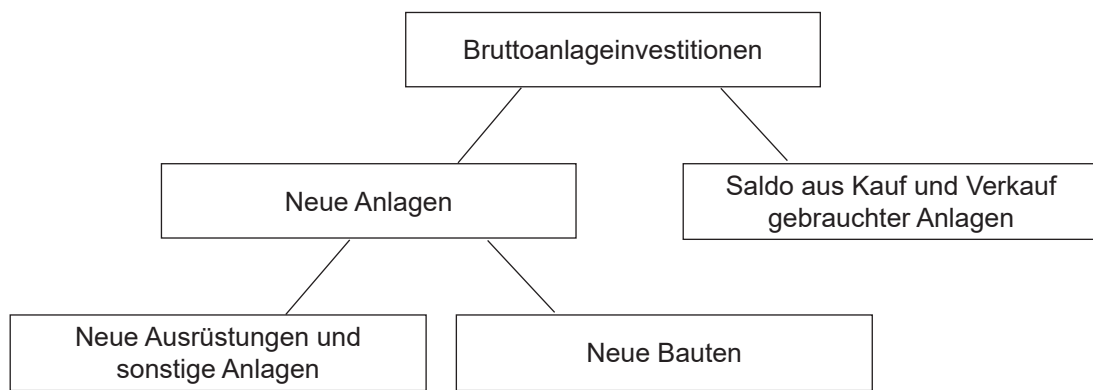 Bruttoanlageinvestitionen
Neue Anlagen
Saldo aus Kauf und Verkauf
gebrauchter Anlagen
Neue Ausrüstungen und
sonstige Anlagen
Neue Bauten